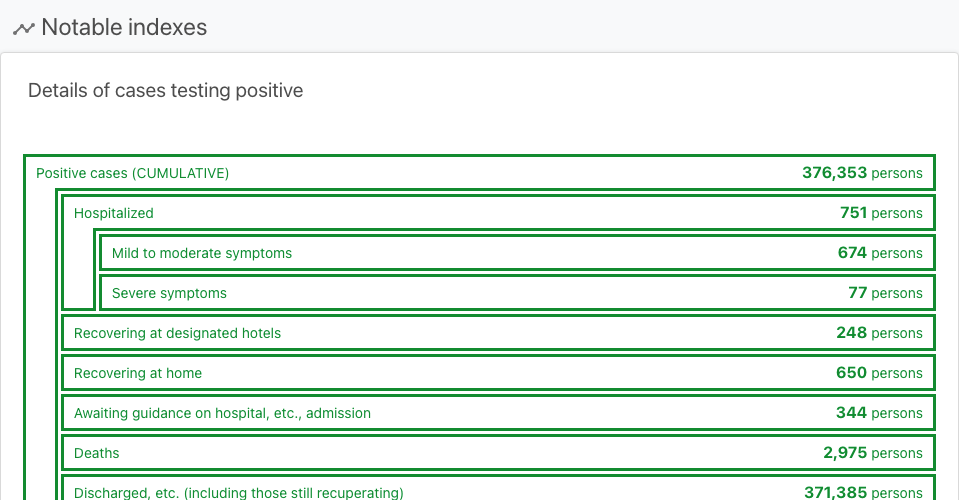 Notable indexes
Details of cases testing positive
Positive cases (CUMULATIVE) 376,353 persons
Hospitalized 751 persons
Mild to moderate symptoms 674 persons
Severe symptoms 77 persons
Recovering at designated hotels 248 persons
Recovering at home 650 persons
Awaiting guidance on hospital, etc., admission 344 persons
Deaths 2,975 persons
Discharged, etc. (including those still recuperating) 371,385 persons